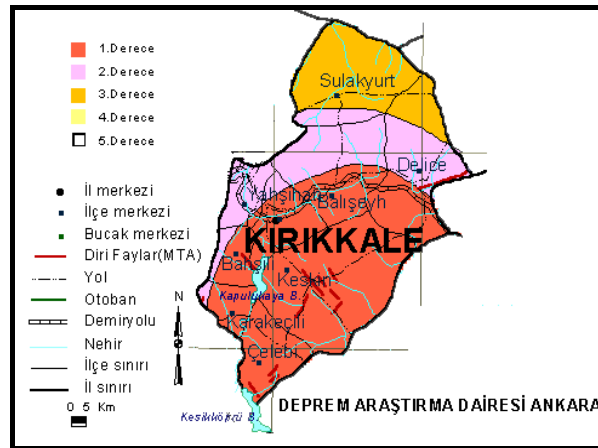 1.Derece
2.Derece
3.Derece
4.Derece
5.Derece
İl merkezi
İlçe merkezi
Bucak merkezi
Diri Faylar(MTA)
Yol
Otoban
Demiryolu
Nehir
İlçe sınırı
İl sınırı
0 5 Km
N
Sulakyurt
Delice
Yahşihan
Balışeyh
KIRIKKALE
Bahşili
Keskin
Kapulukaya B.
Karakeçili
Çelebi
Kesikköprü B.
DEPREM ARAŞTIRMA DAİRESİ ANKARA